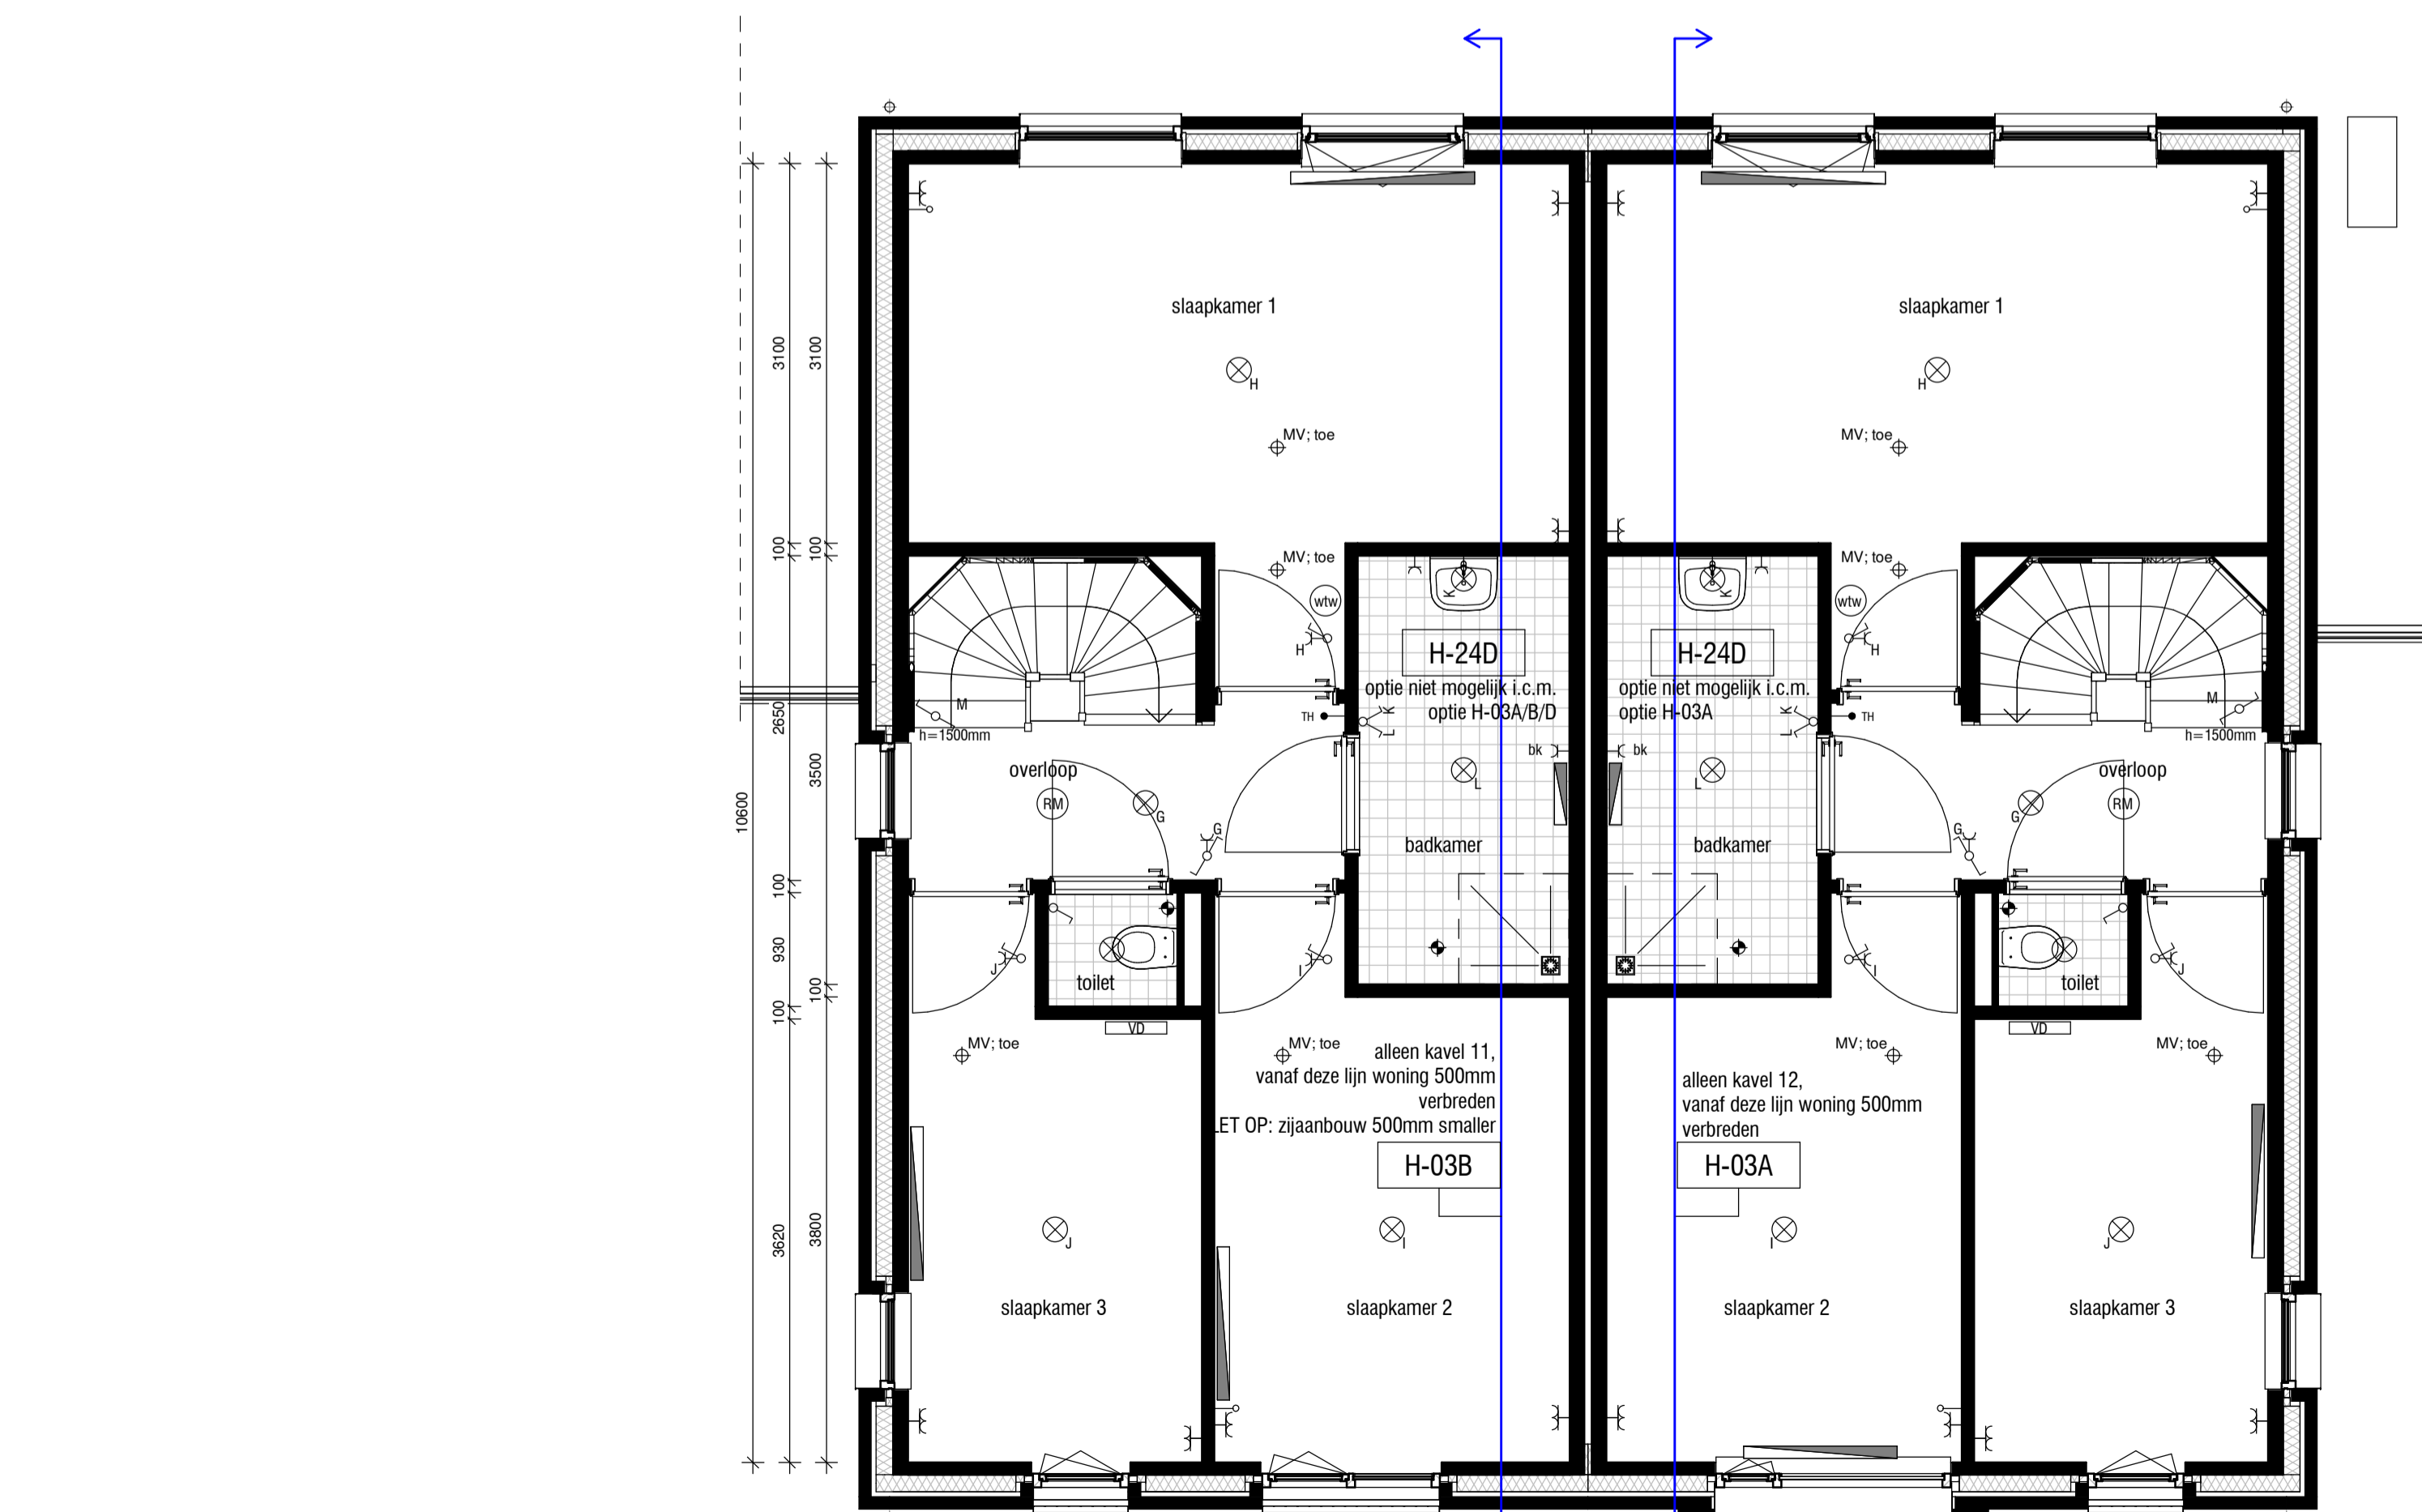 slaapkamer 1
slaapkamer 1
3100
3100
H
H
MV; toe
MV; toe
100
100
MV; toe
MV; toe
wtw
wtw
K
K
H
H
H-24D
H-24D
optie niet mogelijk i.c.m.
optie H-03A/B/D
optie niet mogelijk i.c.m.
optie H-03A
M
M
h=1500mm
h=1500mm
TH
TH
K
L
K
L
2650
3500
bk
bk
overloop
overloop
RM
RM
G
G
G
G
L
L
10600
badkamer
badkamer
100
930
100
100
J
I
I
J
toilet
toilet
VD
VD
MV; toe
MV; toe
MV; toe
MV; toe
alleen kavel 11,
vanaf deze lijn woning 500mm
verbreden
LET OP: zijaanbouw 500mm smaller
alleen kavel 12,
vanaf deze lijn woning 500mm
verbreden
H-03B
H-03A
3620
3800
J
I
I
J
slaapkamer 3
slaapkamer 2
slaapkamer 2
slaapkamer 3